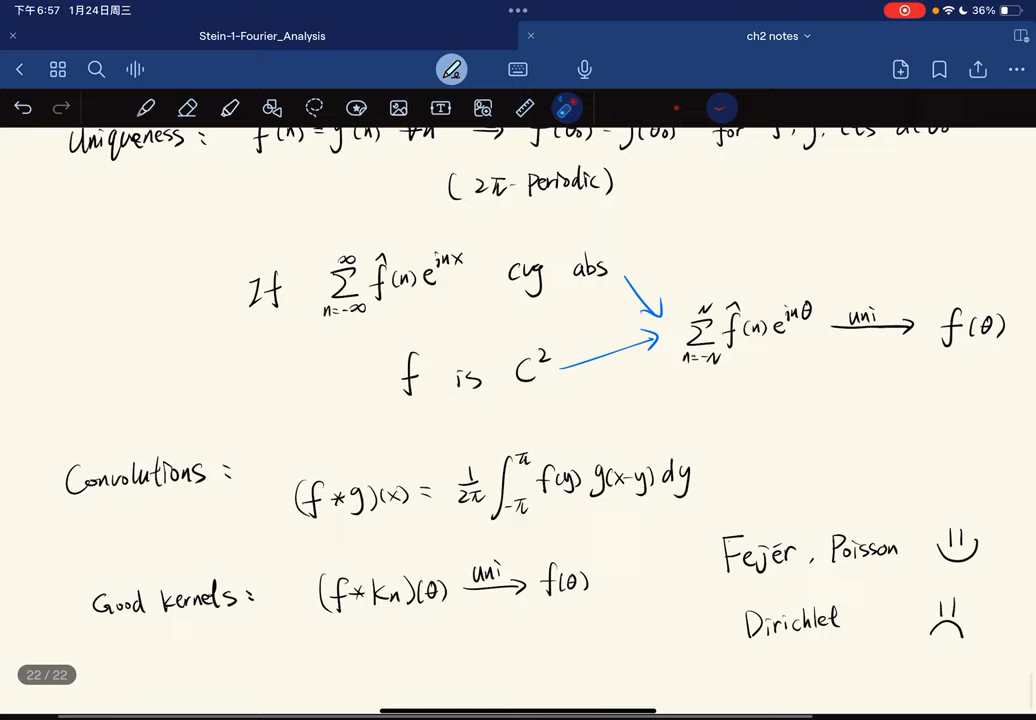 下午6:57 1月24日周三
36%
Stein-1-Fourier_Analysis
ch2 notes
Uniqueness :
for
(2π- periodic)
If ∑_{n=-∞}^{∞} f̂(n) e^{inx} cvg abs
f is C²
∑_{n=-N}^{N} f̂(n) e^{inθ} uni→ f(θ)
Convolutions : (f*g)(x) = 1/2π ∫_{-π}^{π} f(y) g(x-y) dy
Good kernels : (f*Kn)(θ) uni→ f(θ)
Fejér, Poisson
Dirichlet
22 / 22